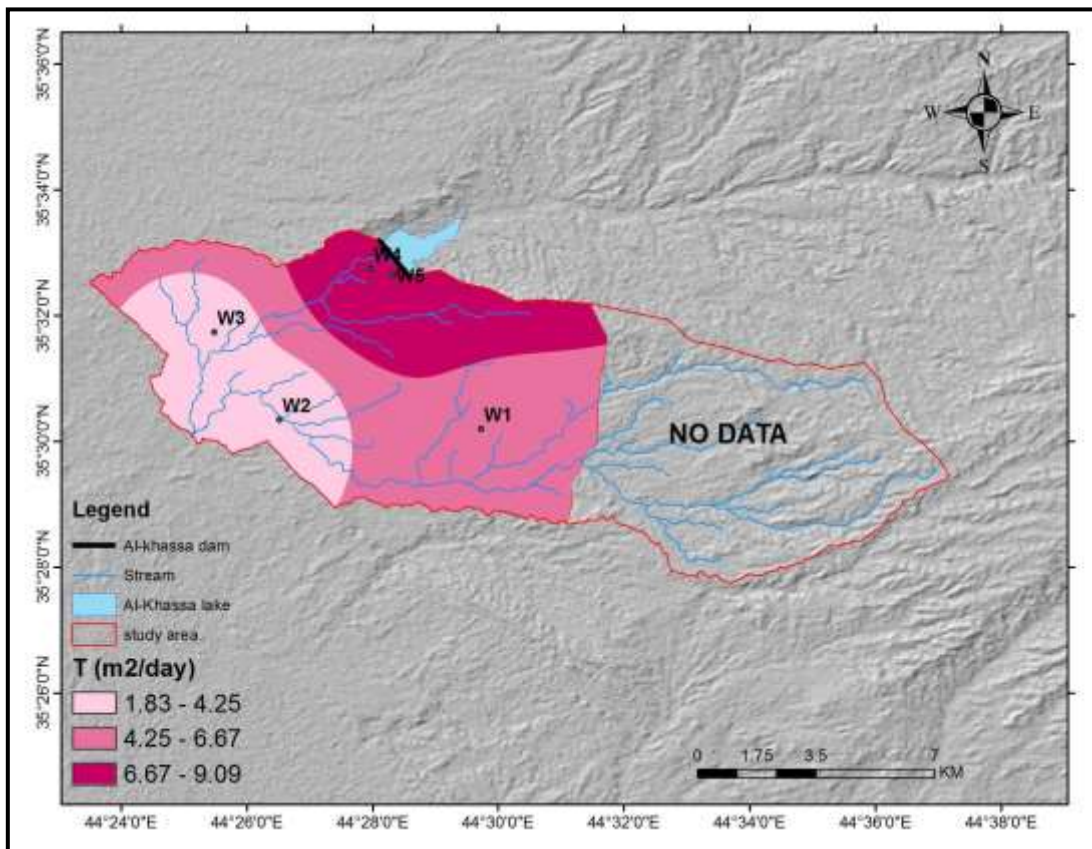 N
W E
S
35°36'0"N
35°34'0"N
35°32'0"N
35°30'0"N
35°28'0"N
35°26'0"N
W4
W5
W3
W2
W1
NO DATA
Legend
Al-khassa dam
Stream
Al-Khassa lake
study area
T (m2/day)
1.83 - 4.25
4.25 - 6.67
6.67 - 9.09
0 1.75 3.5 7
KM
44°24'0"E 44°26'0"E 44°28'0"E 44°30'0"E 44°32'0"E 44°34'0"E 44°36'0"E 44°38'0"E